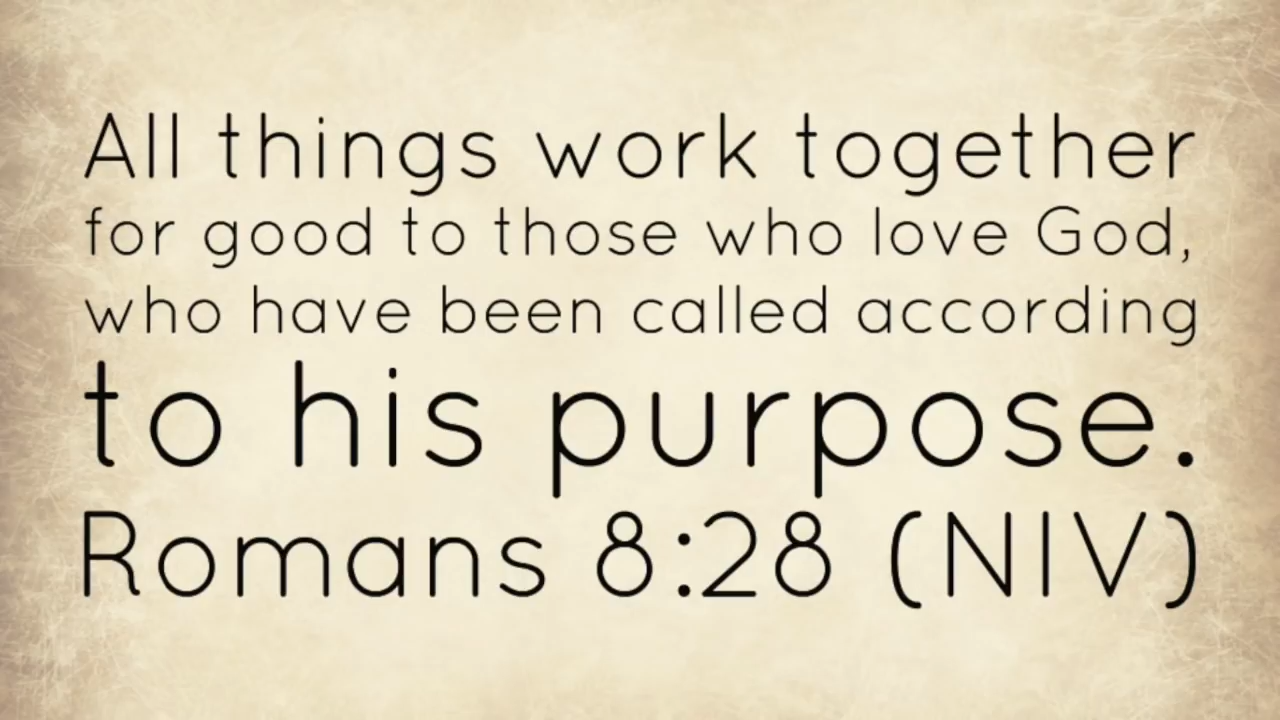 All things work together
for good to those who love God,
who have been called according
to his purpose.
Romans 8:28 (NIV)